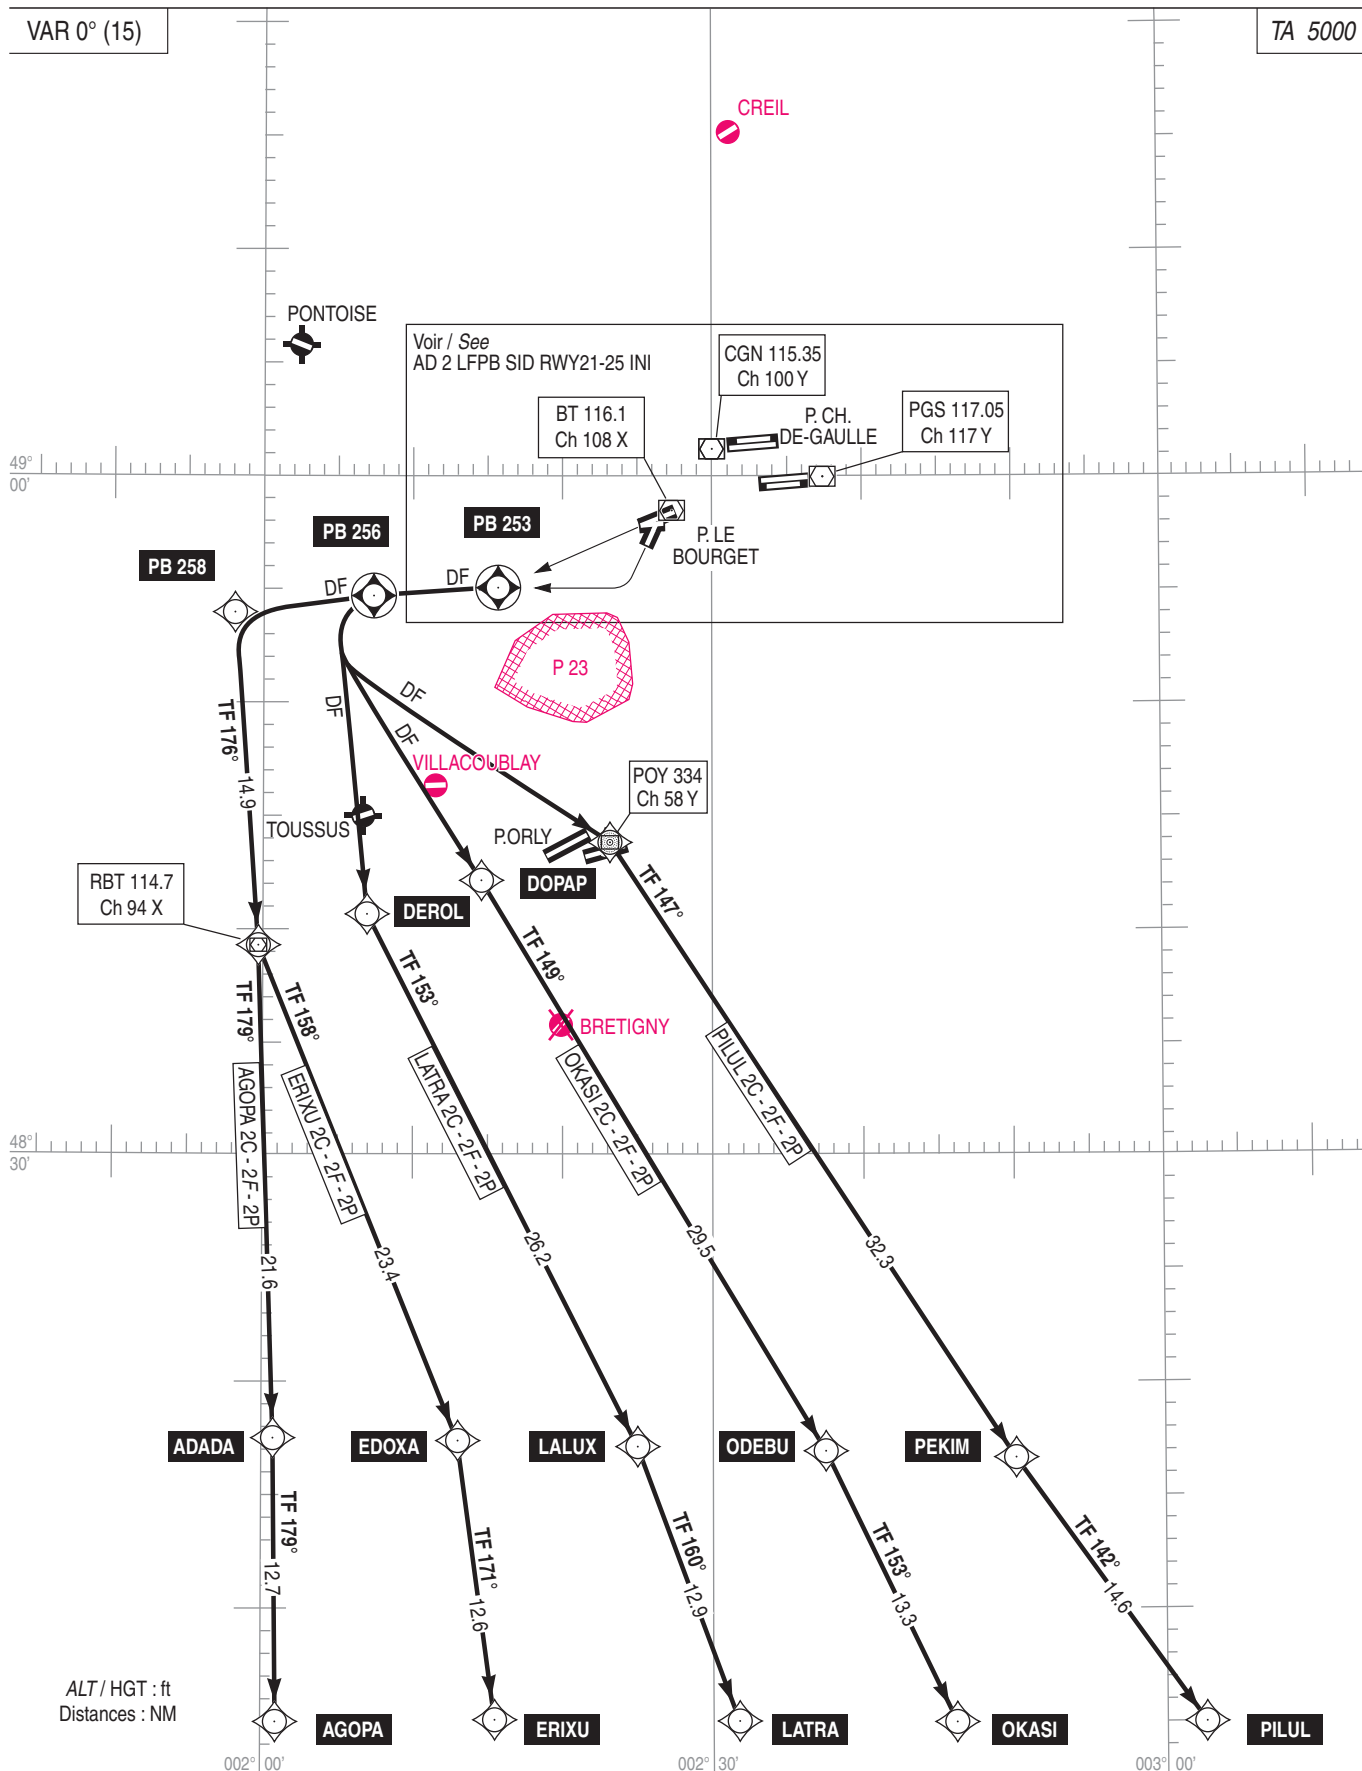 VAR 0° (15)
TA 5000
CREIL
PONTOISE
Voir / See
AD 2 LFPB SID RWY21-25 INI
CGN 115.35
Ch 100 Y
BT 116.1
Ch 108 X
P. CH.
DE-GAULLE
PGS 117.05
Ch 117 Y
49°
00'
PB 256
PB 253
P. LE
BOURGET
PB 258
DF
DF
P 23
DF
DF
DF
TF 176°
14.9
VILLACOUBLAY
POY 334
Ch 58 Y
TOUSSUS
P.ORLY
DOPAP
RBT 114.7
Ch 94 X
DEROL
TF 147°
TF 149°
TF 153°
TF 179°
TF 158°
BRETIGNY
AGOPA 2C - 2F - 2P
ERIXU 2C - 2F - 2P
LATRA 2C - 2F - 2P
OKASI 2C - 2F - 2P
PILUL 2C - 2F - 2P
48°
30'
21.6
23.4
26.2
29.5
32.3
ADADA
EDOXA
LALUX
ODEBU
PEKIM
TF 179°
12.7
TF 171°
12.6
TF 160°
12.9
TF 153°
13.3
TF 142°
14.6
ALT / HGT : ft
Distances : NM
AGOPA
ERIXU
LATRA
OKASI
PILUL
002° 00'
002° 30'
003° 00'